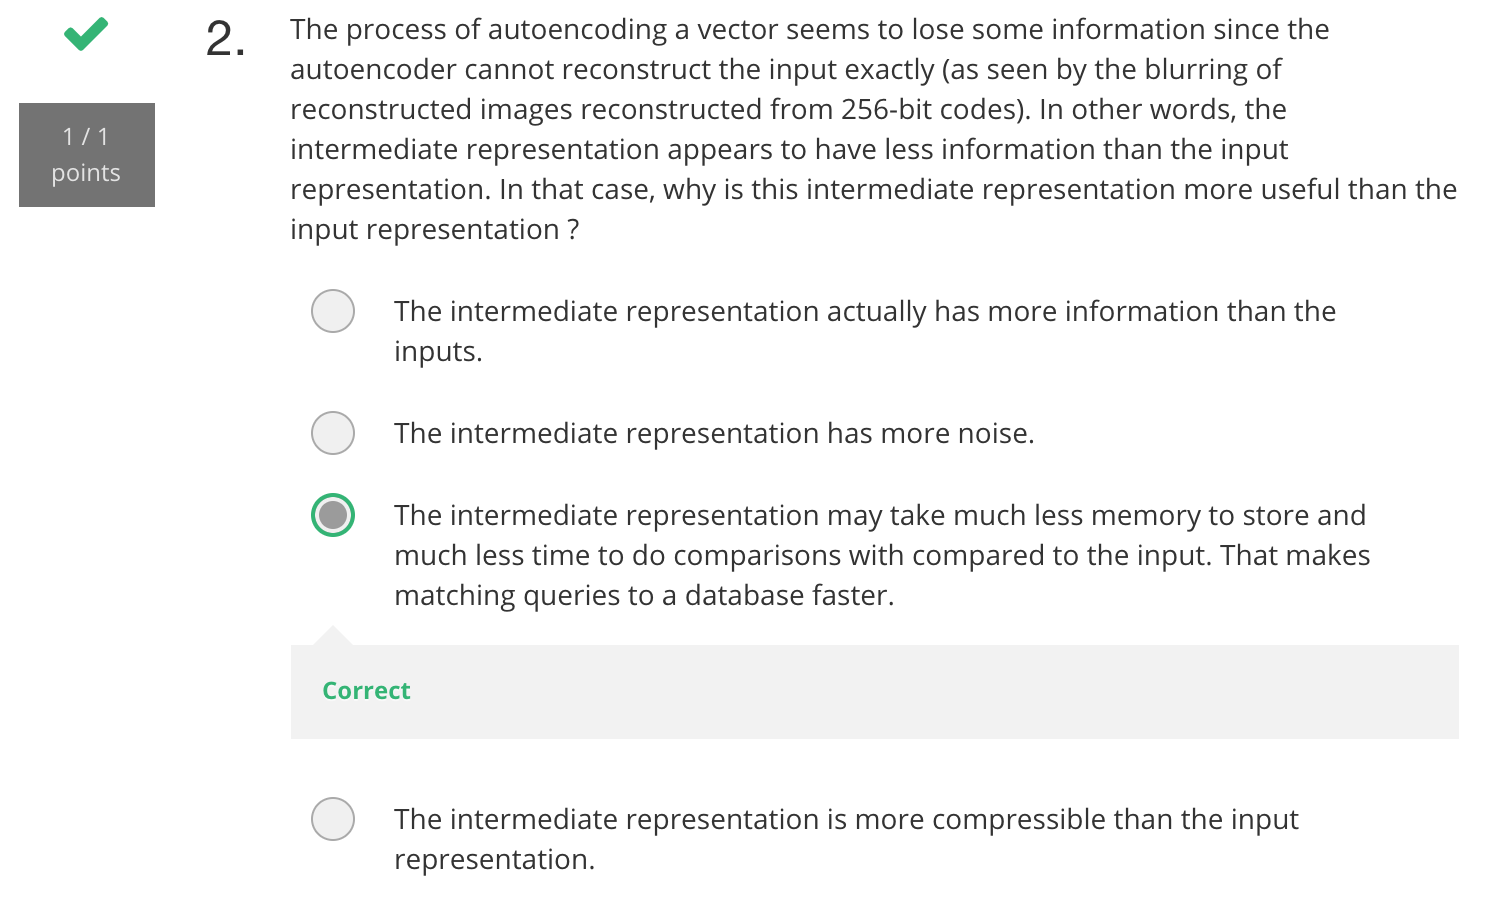 2.
The process of autoencoding a vector seems to lose some information since the
autoencoder cannot reconstruct the input exactly (as seen by the blurring of
reconstructed images reconstructed from 256-bit codes). In other words, the
intermediate representation appears to have less information than the input
representation. In that case, why is this intermediate representation more useful than the
input representation ?
1 / 1
points
The intermediate representation actually has more information than the
inputs.
The intermediate representation has more noise.
The intermediate representation may take much less memory to store and
much less time to do comparisons with compared to the input. That makes
matching queries to a database faster.
Correct
The intermediate representation is more compressible than the input
representation.